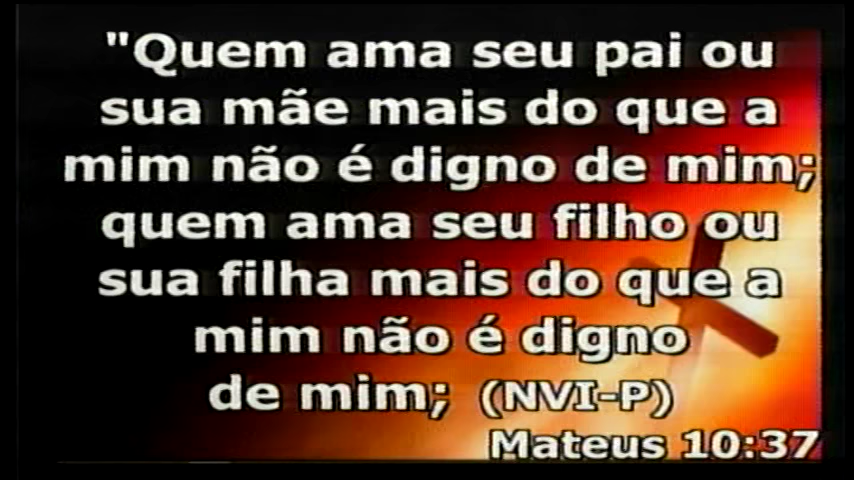 "Quem ama seu pai ou
sua mãe mais do que a
mim não é digno de mim;
quem ama seu filho ou
sua filha mais do que a
mim não é digno
de mim; (NVI-P)
Mateus 10:37